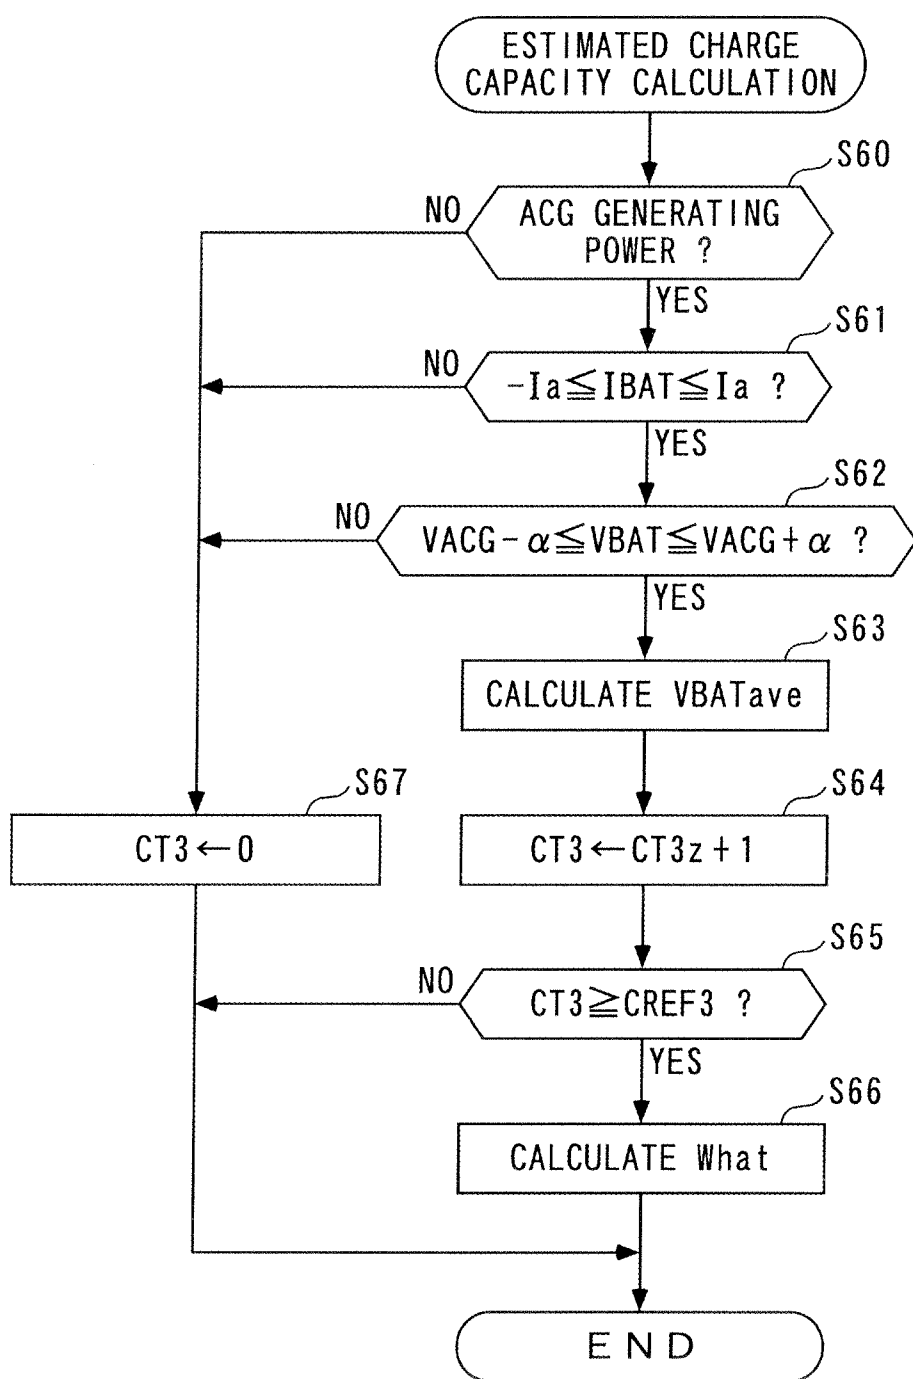 ESTIMATED CHARGE
CAPACITY CALCULATION
S60
NO
ACG GENERATING
POWER ?
YES
S61
NO
-Ia≦IBAT≦Ia ?
YES
S62
NO
VACG-α≦VBAT≦VACG+α ?
YES
S63
CALCULATE VBATave
S67
S64
CT3←0
CT3←CT3z+1
S65
NO
CT3≧CREF3 ?
YES
S66
CALCULATE What
END